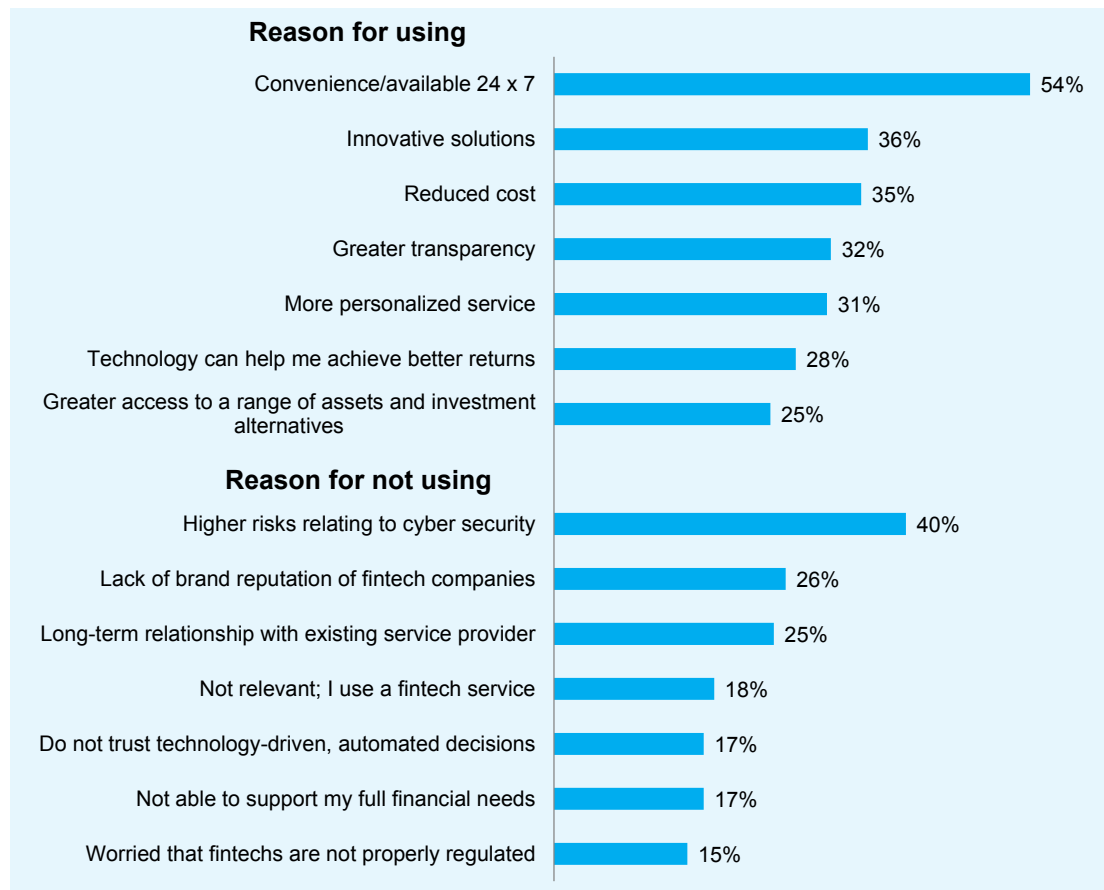 Reason for using
Convenience/available 24 x 7 54%
Innovative solutions 36%
Reduced cost 35%
Greater transparency 32%
More personalized service 31%
Technology can help me achieve better returns 28%
Greater access to a range of assets and investment
alternatives 25%
Reason for not using
Higher risks relating to cyber security 40%
Lack of brand reputation of fintech companies 26%
Long-term relationship with existing service provider 25%
Not relevant; I use a fintech service 18%
Do not trust technology-driven, automated decisions 17%
Not able to support my full financial needs 17%
Worried that fintechs are not properly regulated 15%